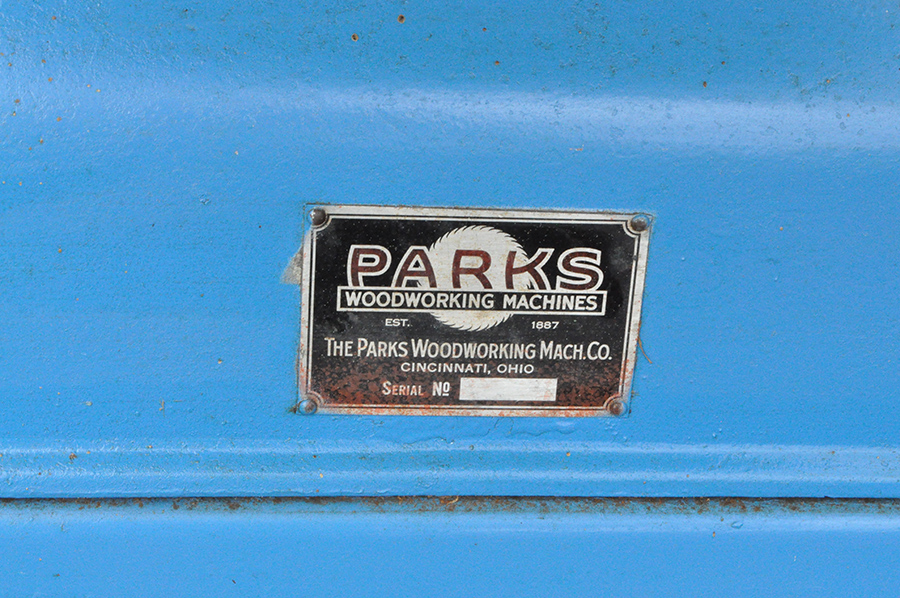 PARKS
WOODWORKING MACHINES
EST. 1887
THE PARKS WOODWORKING MACH. CO.
CINCINNATI, OHIO
SERIAL Nº